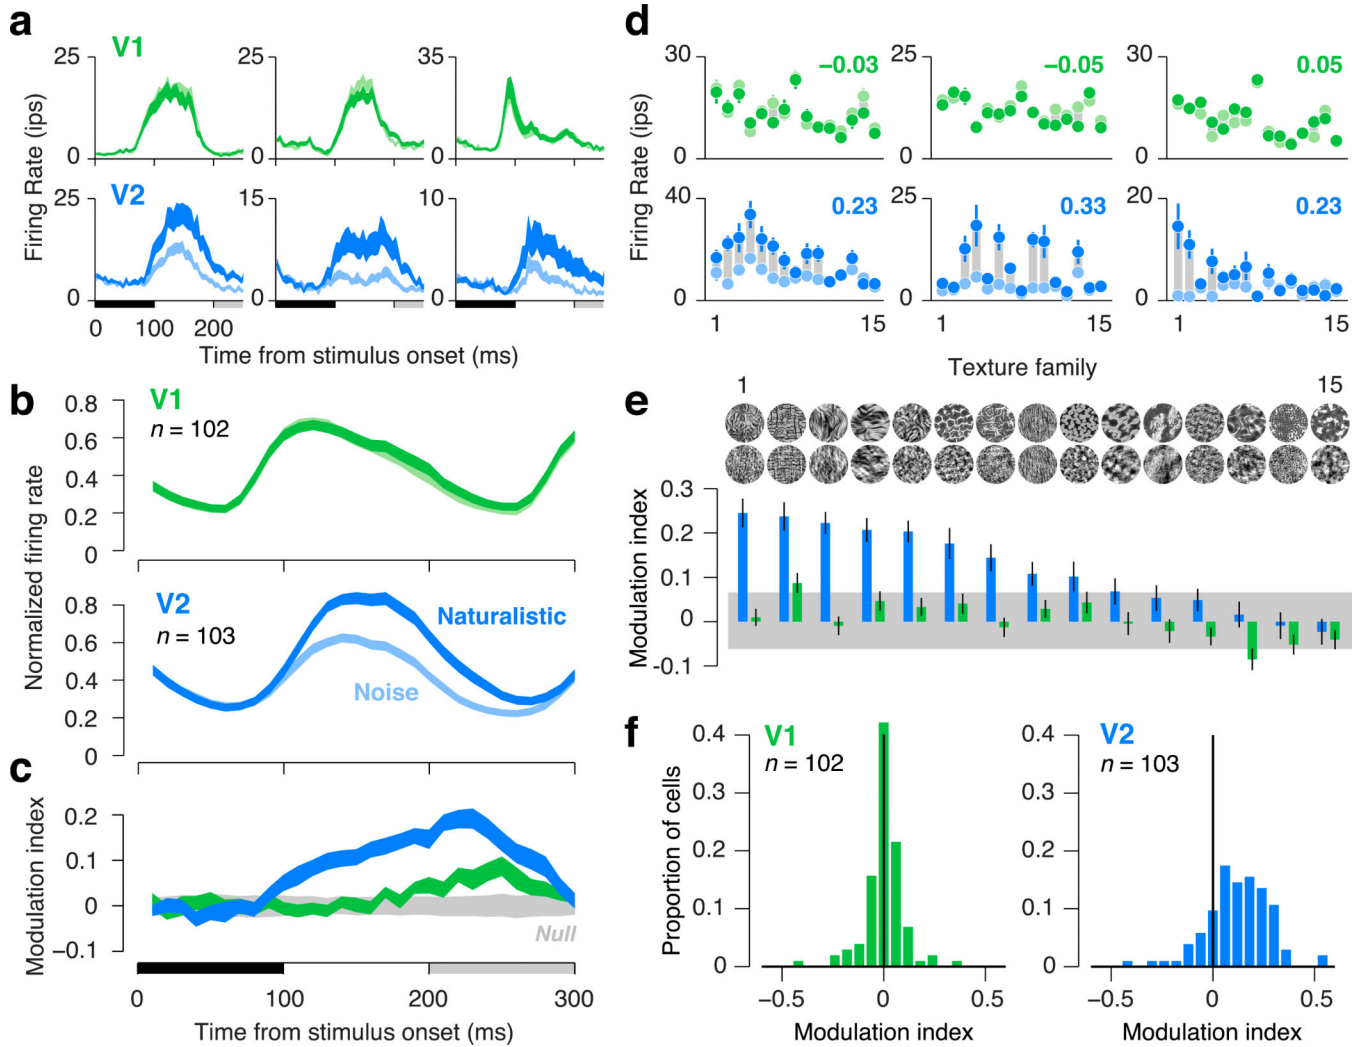 a
V1
25
25
35
Firing Rate (ips)
0
0
0
V2
25
15
10
0
0
0
0 100 200
Time from stimulus onset (ms)
b
V1
n = 102
0.8
0.6
0.4
0.2
0
Normalized firing rate
V2
n = 103
Naturalistic
Noise
0.8
0.6
0.4
0.2
0
c
Modulation index
0.2
0.1
0
−0.1
Null
0 100 200 300
Time from stimulus onset (ms)
d
Firing Rate (ips)
30
−0.03
0
25
−0.05
0
30
0.05
0
40
0.23
0
25
0.33
0
20
0.23
0
1 15
1 15
1 15
Texture family
e
1 15
Modulation index
0.3
0.2
0.1
0
-0.1
f
V1
n = 102
Proportion of cells
0.4
0.3
0.2
0.1
0
−0.5 0 0.5
Modulation index
V2
n = 103
0.4
0.3
0.2
0.1
0
−0.5 0 0.5
Modulation index